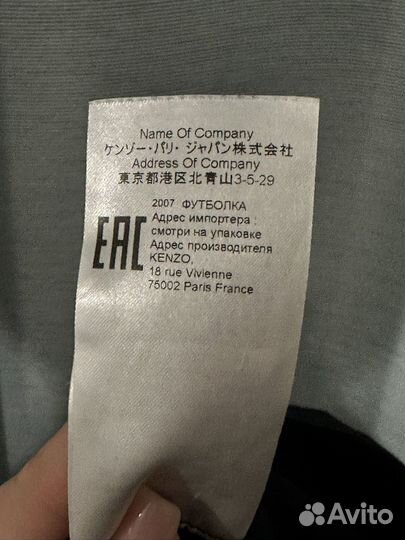 Name Of Company
ケンゾー・パリ・ジャパン株式会社
Address Of Company
東京都港区北青山3-5-29
EAC
2007 ФУТБОЛКА
Адрес импортера :
смотри на упаковке
Адрес производителя
KENZO,
18 rue Vivienne
75002 Paris France
Avito